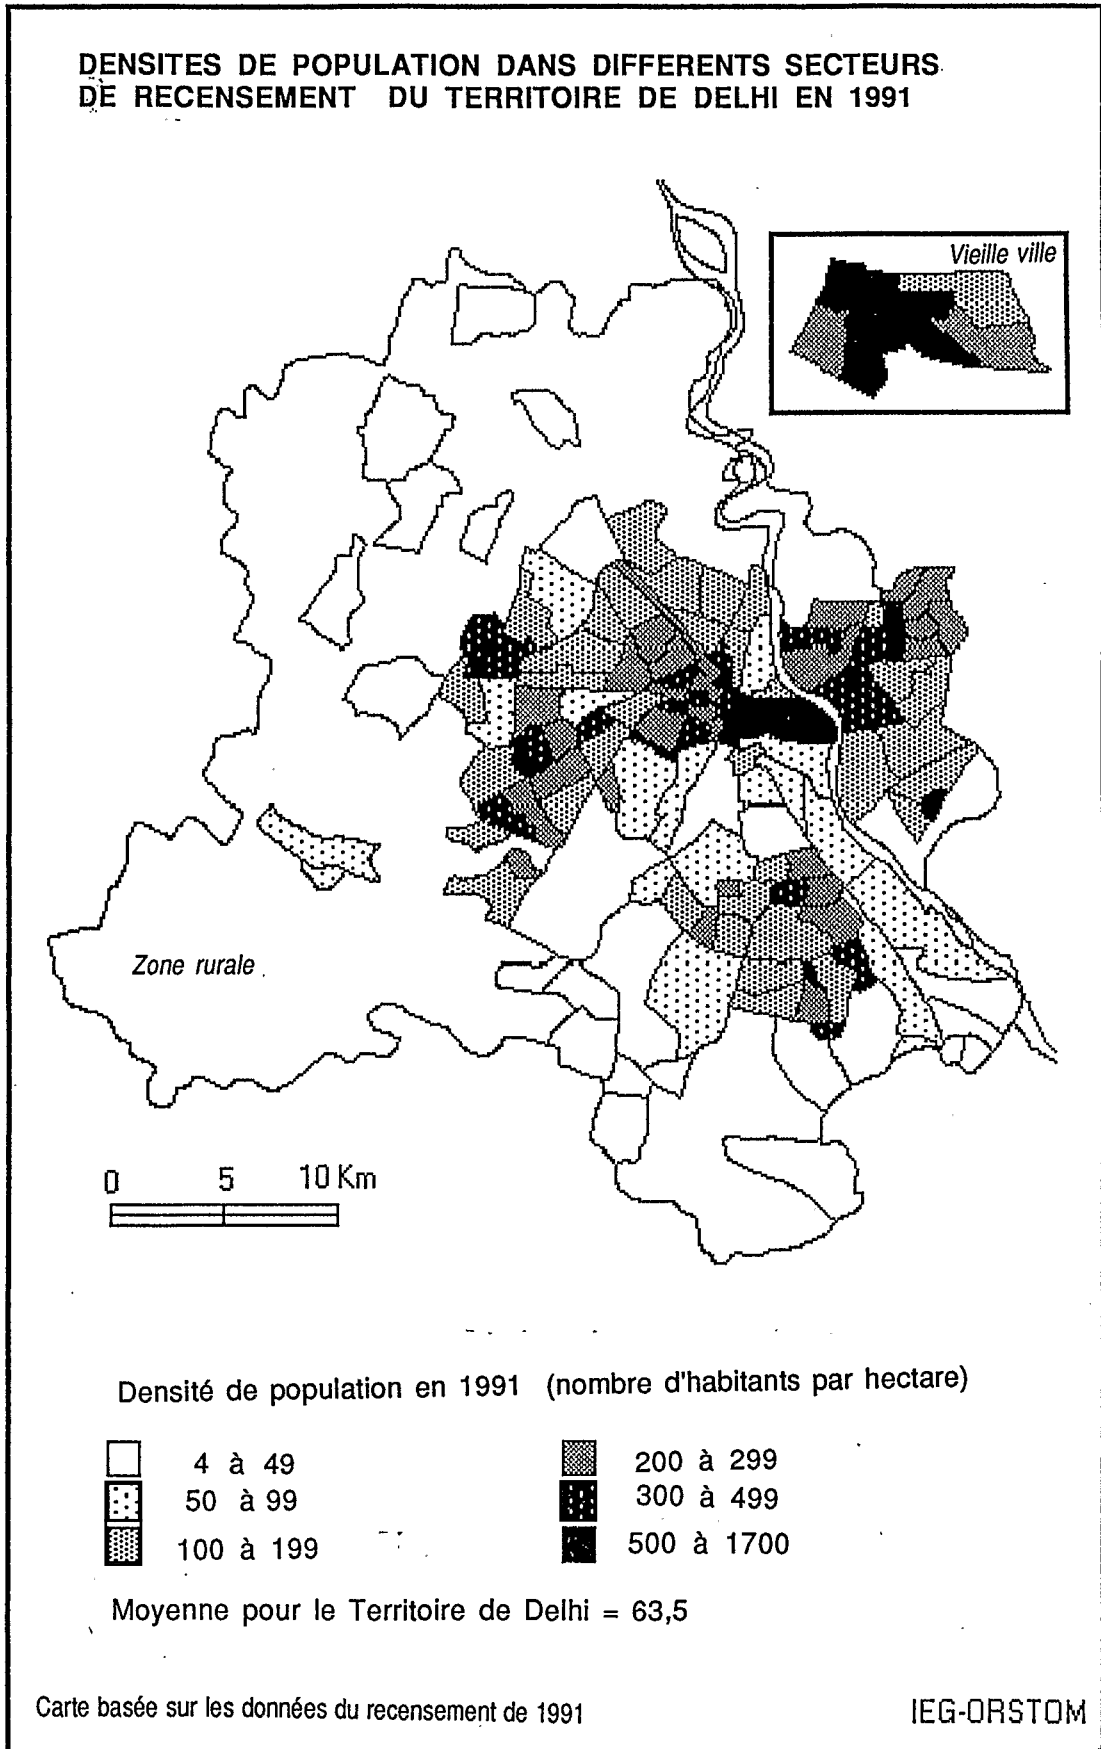 DENSITES DE POPULATION DANS DIFFERENTS SECTEURS
DE RECENSEMENT DU TERRITOIRE DE DELHI EN 1991
Vieille ville
Zone rurale
0 5 10 Km
Densité de population en 1991 (nombre d'habitants par hectare)
4 à 49
50 à 99
100 à 199
200 à 299
300 à 499
500 à 1700
Moyenne pour le Territoire de Delhi = 63,5
Carte basée sur les données du recensement de 1991
IEG-ORSTOM